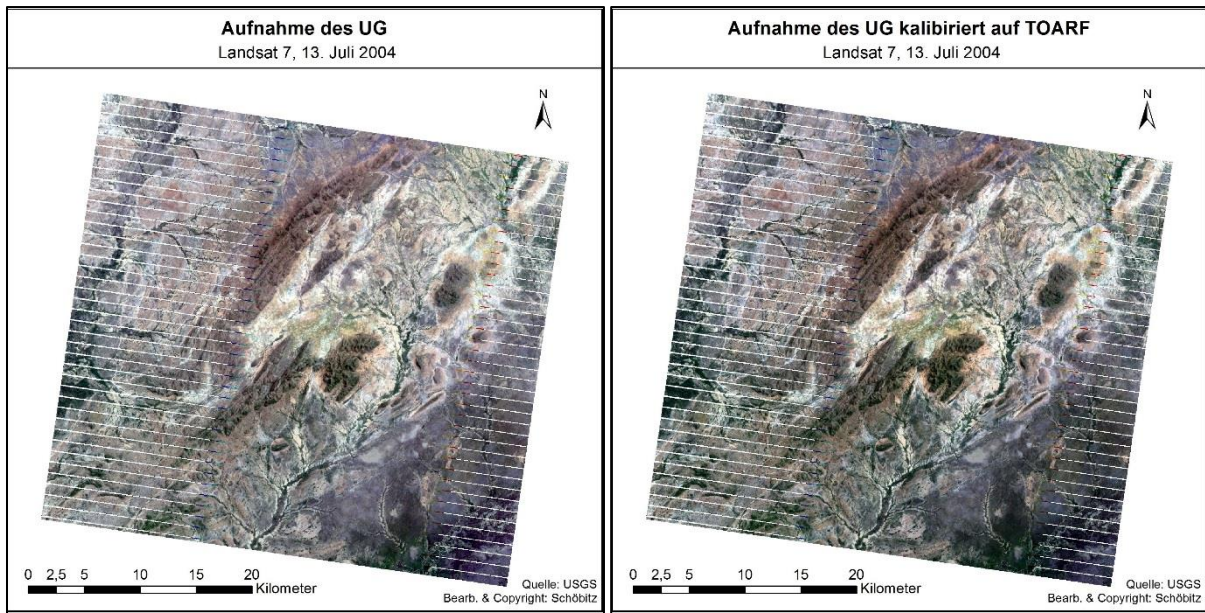 Aufnahme des UG
Landsat 7, 13. Juli 2004
N
0 2,5 5 10 15 20
Kilometer
Quelle: USGS
Bearb. & Copyright: Schöbitz
Aufnahme des UG kalibiriert auf TOARF
Landsat 7, 13. Juli 2004
N
0 2,5 5 10 15 20
Kilometer
Quelle: USGS
Bearb. & Copyright: Schöbitz